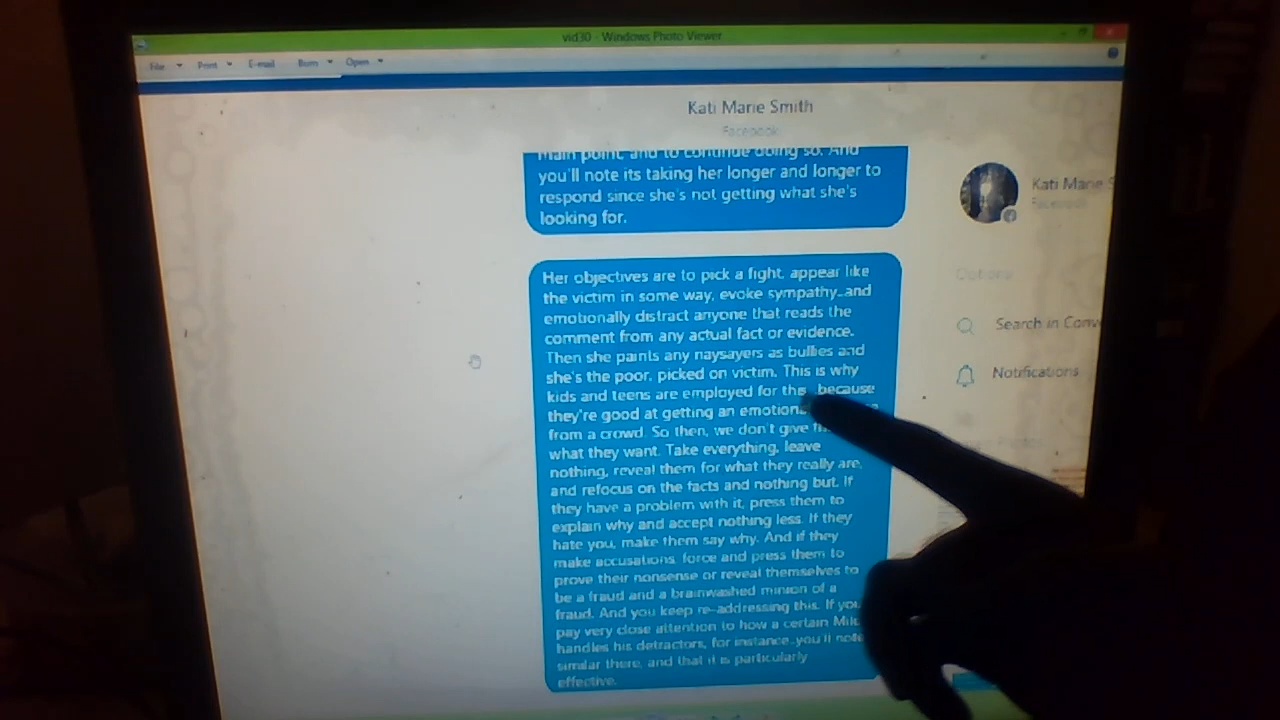 vid30 - Windows Photo Viewer
File Print E-mail Burn Open
Kati Marie Smith
Facebook
main point, and to continue doing so. And
you'll note its taking her longer and longer to
respond since she's not getting what she's
looking for.
Kati Marie S
Facebook
Options
Search in Conv
Notifications
Her objectives are to pick a fight, appear like
the victim in some way, evoke sympathy..and
emotionally distract anyone that reads the
comment from any actual fact or evidence.
Then she paints any naysayers as bullies and
she's the poor, picked on victim. This is why
kids and teens are employed for this..because
they're good at getting an emotiona
from a crowd. So then, we don't give
what they want. Take everything, leave
nothing, reveal them for what they really are,
and refocus on the facts and nothing but. If
they have a problem with it, press them to
explain why and accept nothing less. If they
hate you, make them say why. And if they
make accusations, force and press them to
prove their nonsense or reveal themselves to
be a fraud and a brainwashed minion of a
fraud. And you keep re-addressing this. If you
pay very close attention to how a certain
handles his detractors, for instance..you'll note
similar there, and that it is particularly
effective.